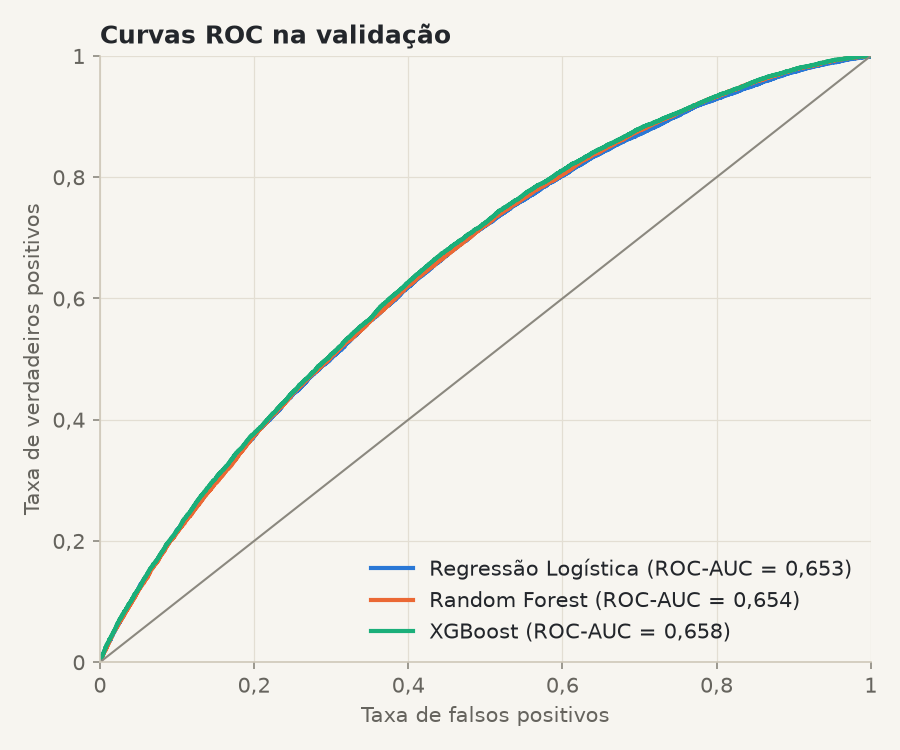 Curvas ROC na validação
1
0,8
0,6
0,4
0,2
0
Taxa de verdadeiros positivos
Regressão Logística (ROC-AUC = 0,653)
Random Forest (ROC-AUC = 0,654)
XGBoost (ROC-AUC = 0,658)
0 0,2 0,4 0,6 0,8 1
Taxa de falsos positivos